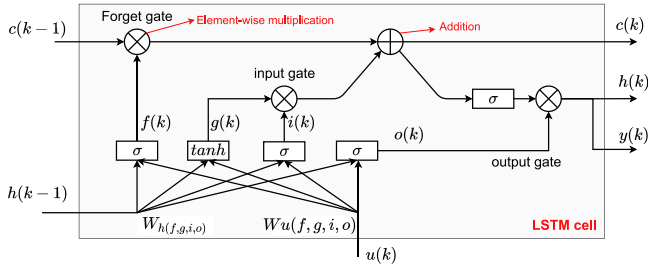 Forget gate
Element-wise multiplication
c(k−1)
c(k)
Addition
input gate
h(k)
f(k)
g(k)
i(k)
σ
o(k)
y(k)
σ
tanh
σ
σ
output gate
h(k−1)
W_{h(f,g,i,o)}
Wu(f,g,i,o)
LSTM cell
u(k)